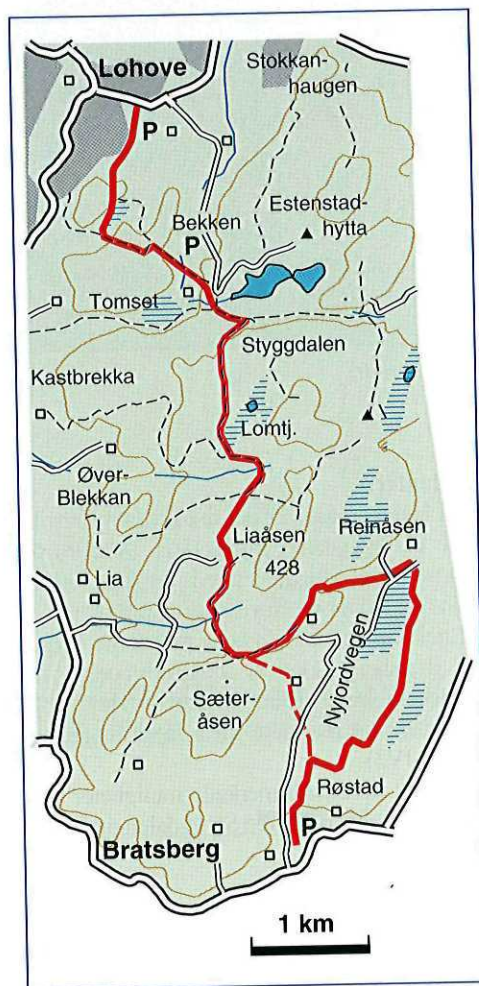 Lohove
Stokkan-
haugen
P
Bekken
Estenstad-
hytta
P
Tomset
Styggdalen
Kastbrekka
Lomtj.
Øver-
Blekkan
Liaåsen
428
Reinåsen
Lia
Nyjordvegen
Sæter-
åsen
Røstad
P
Bratsberg
1 km